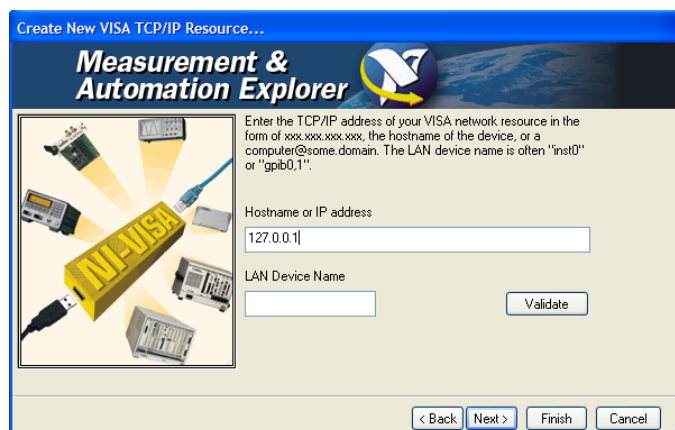 Create New VISA TCP/IP Resource...
Measurement &
Automation Explorer
NI-VISA
Enter the TCP/IP address of your VISA network resource in the
form of xxx.xxx.xxx.xxx, the hostname of the device, or a
computer@some.domain. The LAN device name is often "inst0"
or "gpib0,1".
Hostname or IP address
127.0.0.1
LAN Device Name
Validate
< Back Next > Finish Cancel